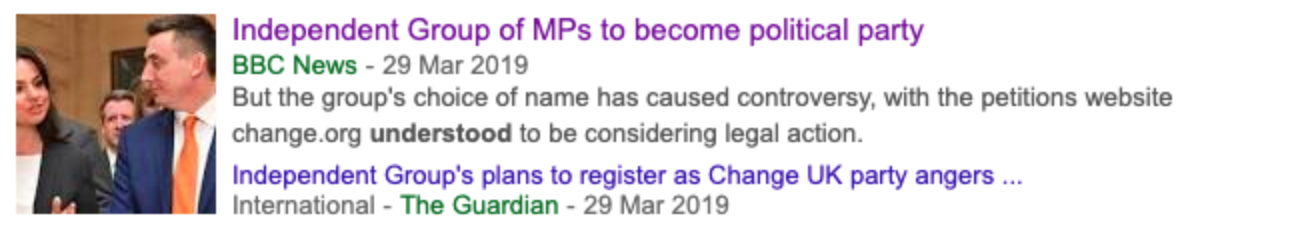 Independent Group of MPs to become political party
BBC News - 29 Mar 2019
But the group's choice of name has caused controversy, with the petitions website
change.org understood to be considering legal action.
Independent Group's plans to register as Change UK party angers ...
International - The Guardian - 29 Mar 2019